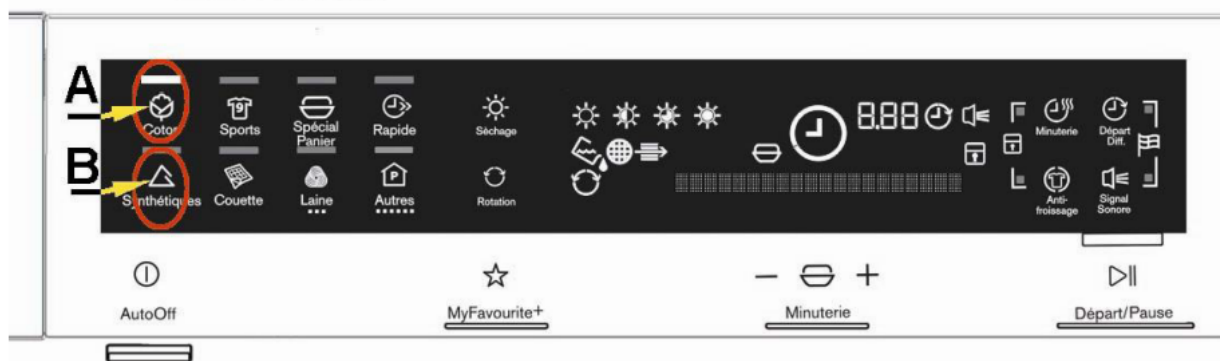 A
Coton Sports Spécial Panier Rapide Séchage 8.88 Minuterie Départ Diff.
B
Synthétiques Couette Laine Autres Rotation Anti-froissage Signal Sonore
AutoOff MyFavourite+ − + Minuterie Départ/Pause